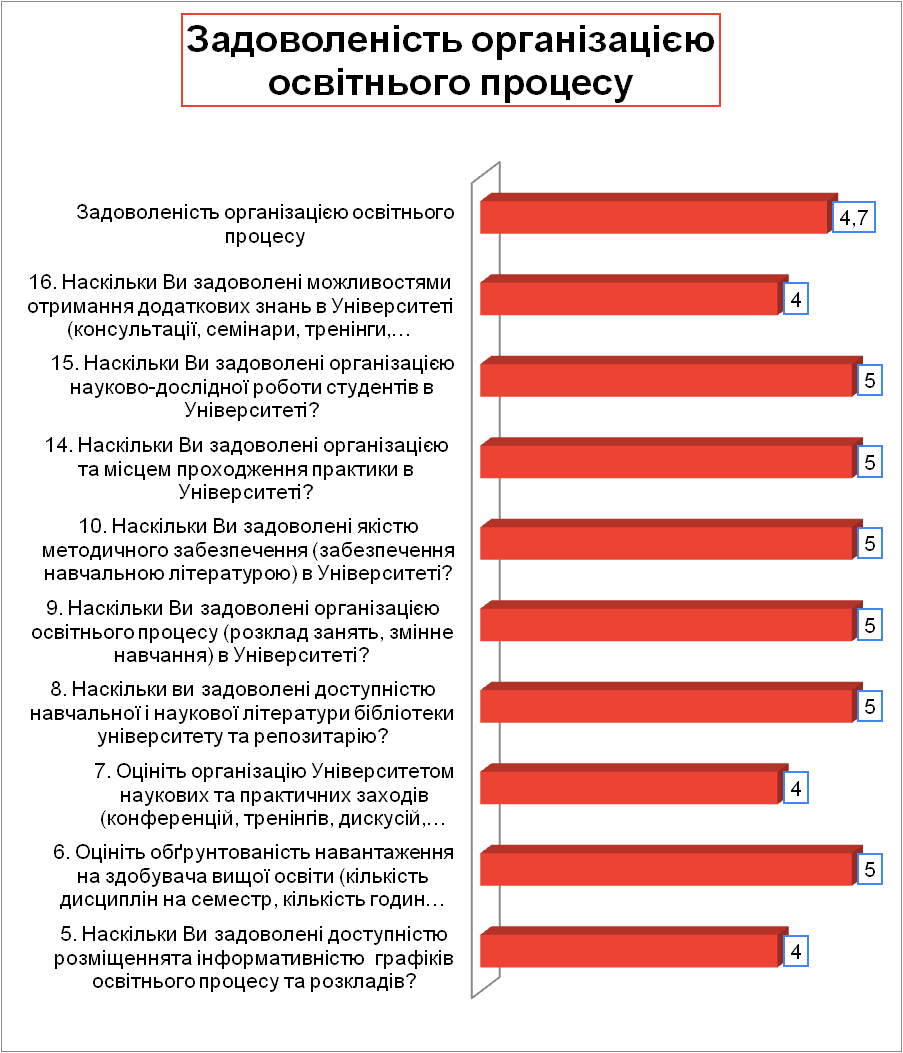 Задоволеність організацією
освітнього процесу
Задоволеність організацією освітнього
процесу
4,7
16. Наскільки Ви задоволені можливостями
отримання додаткових знань в Університеті
(консультації, семінари, тренінги,…
4
15. Наскільки Ви задоволені організацією
науково-дослідної роботи студентів в
Університеті?
5
14. Наскільки Ви задоволені організацією
та місцем проходження практики в
Університеті?
5
10. Наскільки Ви задоволені якістю
методичного забезпечення (забезпечення
навчальною літературою) в Університеті?
5
9. Наскільки Ви задоволені організацією
освітнього процесу (розклад занять, змінне
навчання) в Університеті?
5
8. Наскільки ви задоволені доступністю
навчальної і наукової літератури бібліотеки
університету та репозитарію?
5
7. Оцініть організацію Університетом
наукових та практичних заходів
(конференцій, тренінгів, дискусій,…
4
6. Оцініть обґрунтованість навантаження
на здобувача вищої освіти (кількість
дисциплін на семестр, кількість годин…
5
5. Наскільки Ви задоволені доступністю
розміщеннята інформативністю графіків
освітнього процесу та розкладів?
4